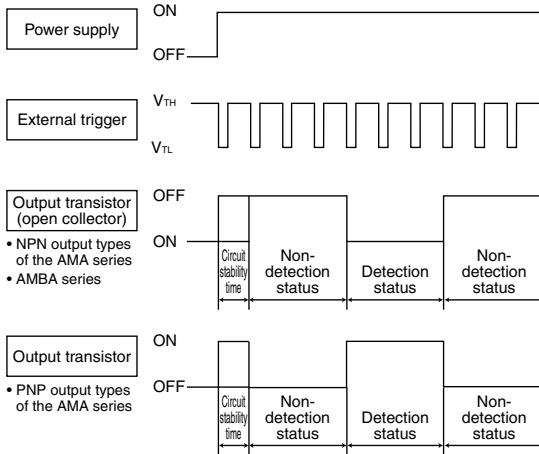 Power supply
ON
OFF
External trigger
VTH
VTL
Output transistor
(open collector)
• NPN output types
of the AMA series
• AMBA series
OFF
ON
Circuit
stability
time
Non-
detection
status
Detection
status
Non-
detection
status
Output transistor
• PNP output types
of the AMA series
ON
OFF
Circuit
stability
time
Non-
detection
status
Detection
status
Non-
detection
status